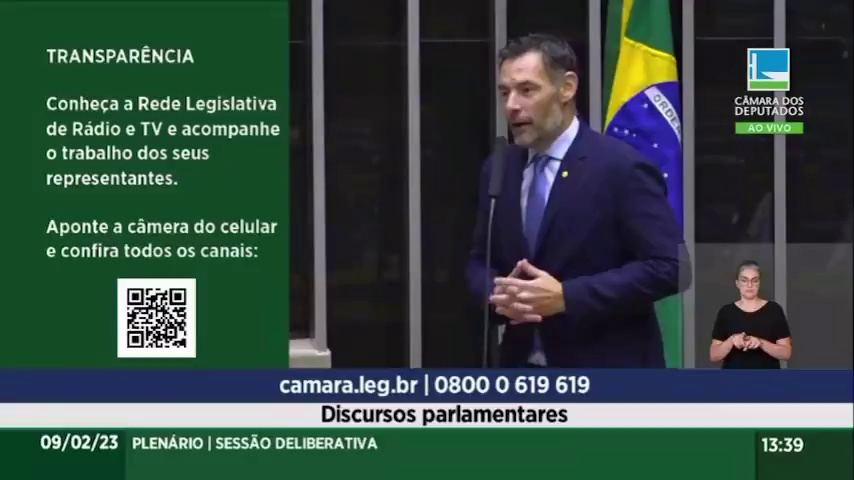 TRANSPARÊNCIA
Conheça a Rede Legislativa
de Rádio e TV e acompanhe
o trabalho dos seus
representantes.
Aponte a câmera do celular
e confira todos os canais:
ORDEM
CÂMARA DOS
DEPUTADOS
AO VIVO
camara.leg.br | 0800 0 619 619
Discursos parlamentares
09/02/23 PLENÁRIO | SESSÃO DELIBERATIVA 13:39